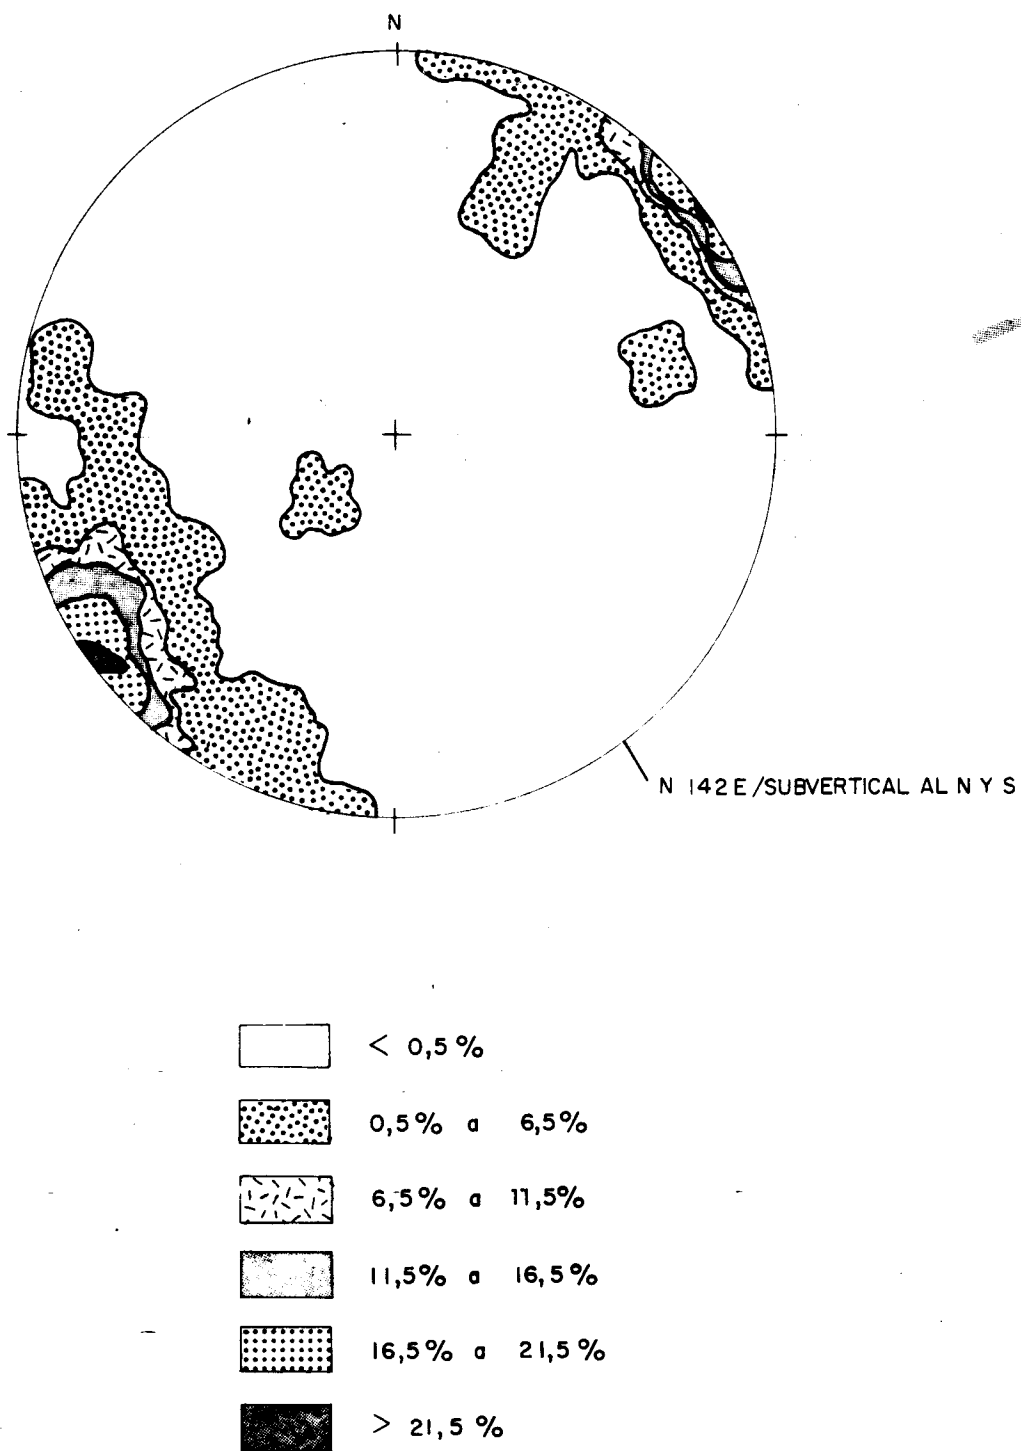 N
N 142 E/SUBVERTICAL AL N Y S
< 0,5 %
0,5 % a 6,5 %
6,5 % a 11,5 %
11,5 % a 16,5 %
16,5 % a 21,5 %
> 21,5 %